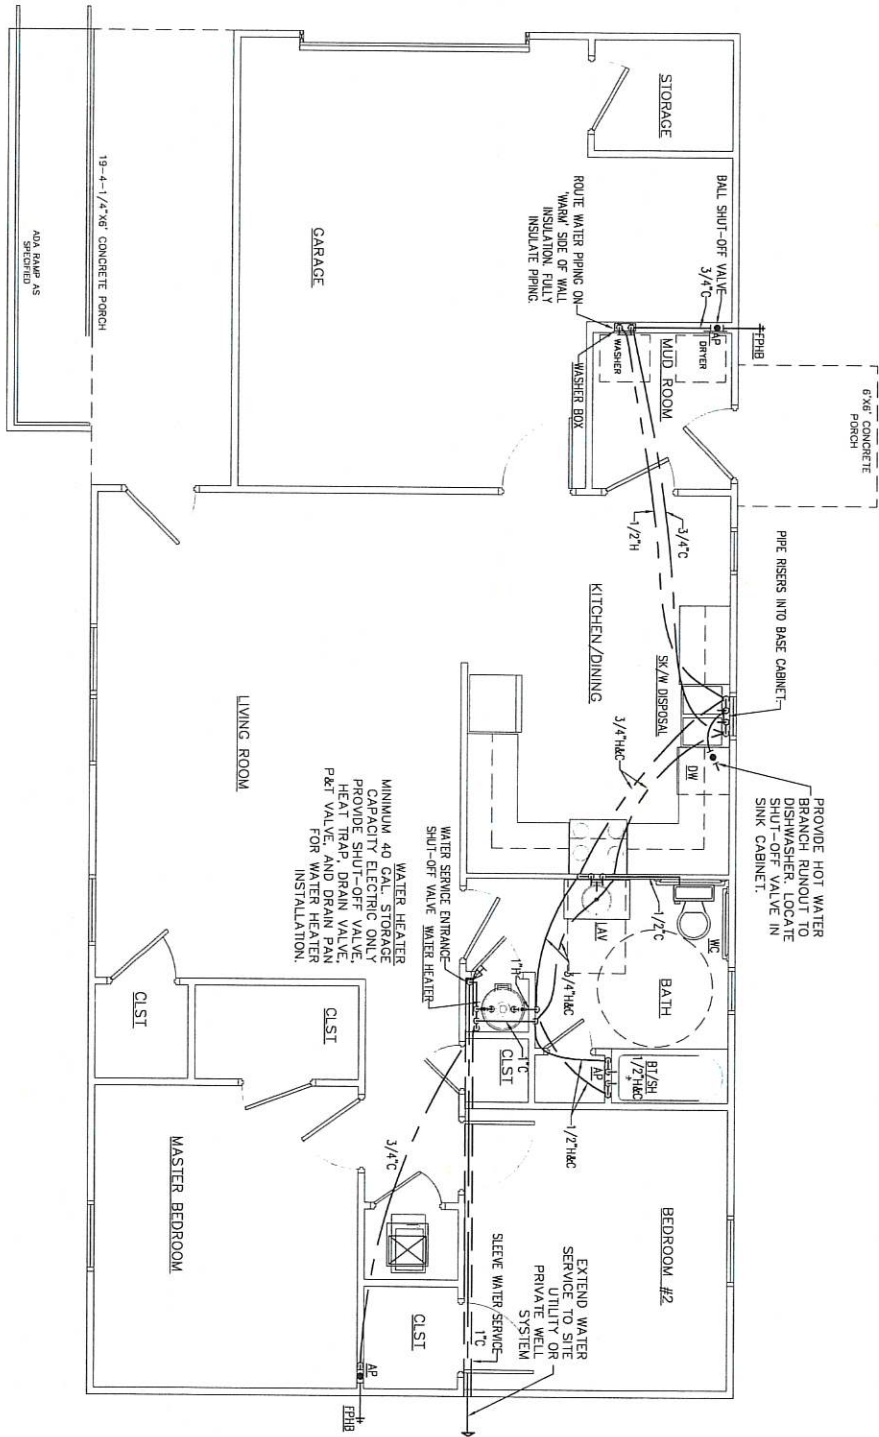 STORAGE
BALL SHUT-OFF VALVE
3/4"C
FPHB
AP
ROUTE WATER PIPING ON
'WARM' SIDE OF WALL
INSULATION. FULLY
INSULATE PIPING.
GARAGE
19-4-1/4"X6' CONCRETE PORCH
ADA RAMP AS
SPECIFIED
DRYER
WASHER
MUD ROOM
WASHER BOX
6'X6' CONCRETE
PORCH
3/4"C
1/2"H
PIPE RISERS INTO BASE CABINET
KITCHEN/DINING
SK/W DISPOSAL
DW
3/4"H&C
PROVIDE HOT WATER
BRANCH RUNOUT TO
DISHWASHER. LOCATE
SHUT-OFF VALVE IN
SINK CABINET.
LIVING ROOM
WATER HEATER
MINIMUM 40 GAL. STORAGE
CAPACITY ELECTRIC ONLY
PROVIDE SHUT-OFF VALVE,
HEAT TRAP, DRAIN VALVE,
P&T VALVE, AND DRAIN PAN
FOR WATER HEATER
INSTALLATION.
WATER SERVICE ENTRANCE
SHUT-OFF VALVE
WATER HEATER
1/2"C
WC
LAV
3/4"H&C
BATH
1"H
1"C
CLST
AP
BT/SH
1/2"H&C
1/2"H&C
CLST
CLST
3/4"C
MASTER BEDROOM
BEDROOM #2
SLEEVE WATER SERVICE
1"C
EXTEND WATER
SERVICE TO SITE
UTILITY OR
PRIVATE WELL
SYSTEM
CLST
AP
FPHB